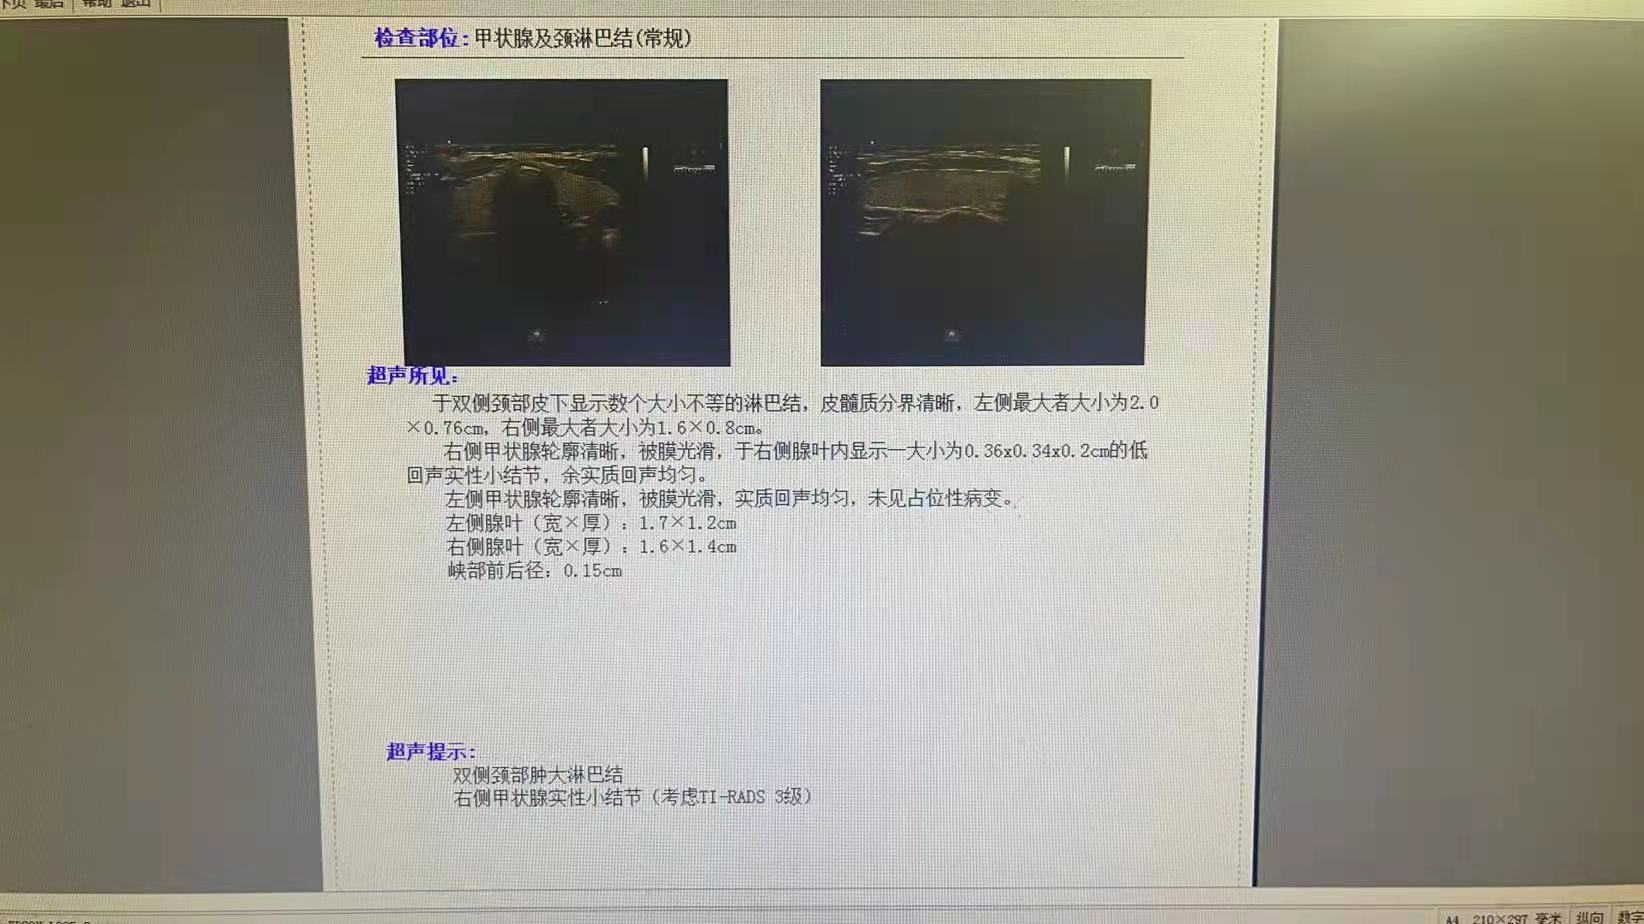 下页 最后 帮助 退出
检查部位:甲状腺及颈淋巴结(常规)
超声所见:
于双侧颈部皮下显示数个大小不等的淋巴结，皮髓质分界清晰，左侧最大者大小为2.0
×0.76cm，右侧最大者大小为1.6×0.8cm。
右侧甲状腺轮廓清晰，被膜光滑，于右侧腺叶内显示一大小为0.36x0.34x0.2cm的低
回声实性小结节，余实质回声均匀。
左侧甲状腺轮廓清晰，被膜光滑，实质回声均匀，未见占位性病变。
左侧腺叶（宽×厚）：1.7×1.2cm
右侧腺叶（宽×厚）：1.6×1.4cm
峡部前后径：0.15cm
超声提示:
双侧颈部肿大淋巴结
右侧甲状腺实性小结节（考虑TI-RADS 3级）
A4 210×297 毫米 纵向 数字